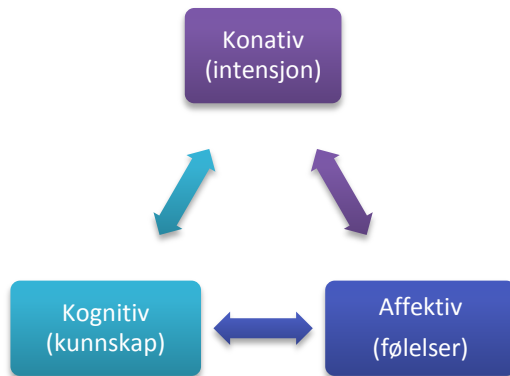 Konativ
(intensjon)
Kognitiv
(kunnskap)
Affektiv
(følelser)